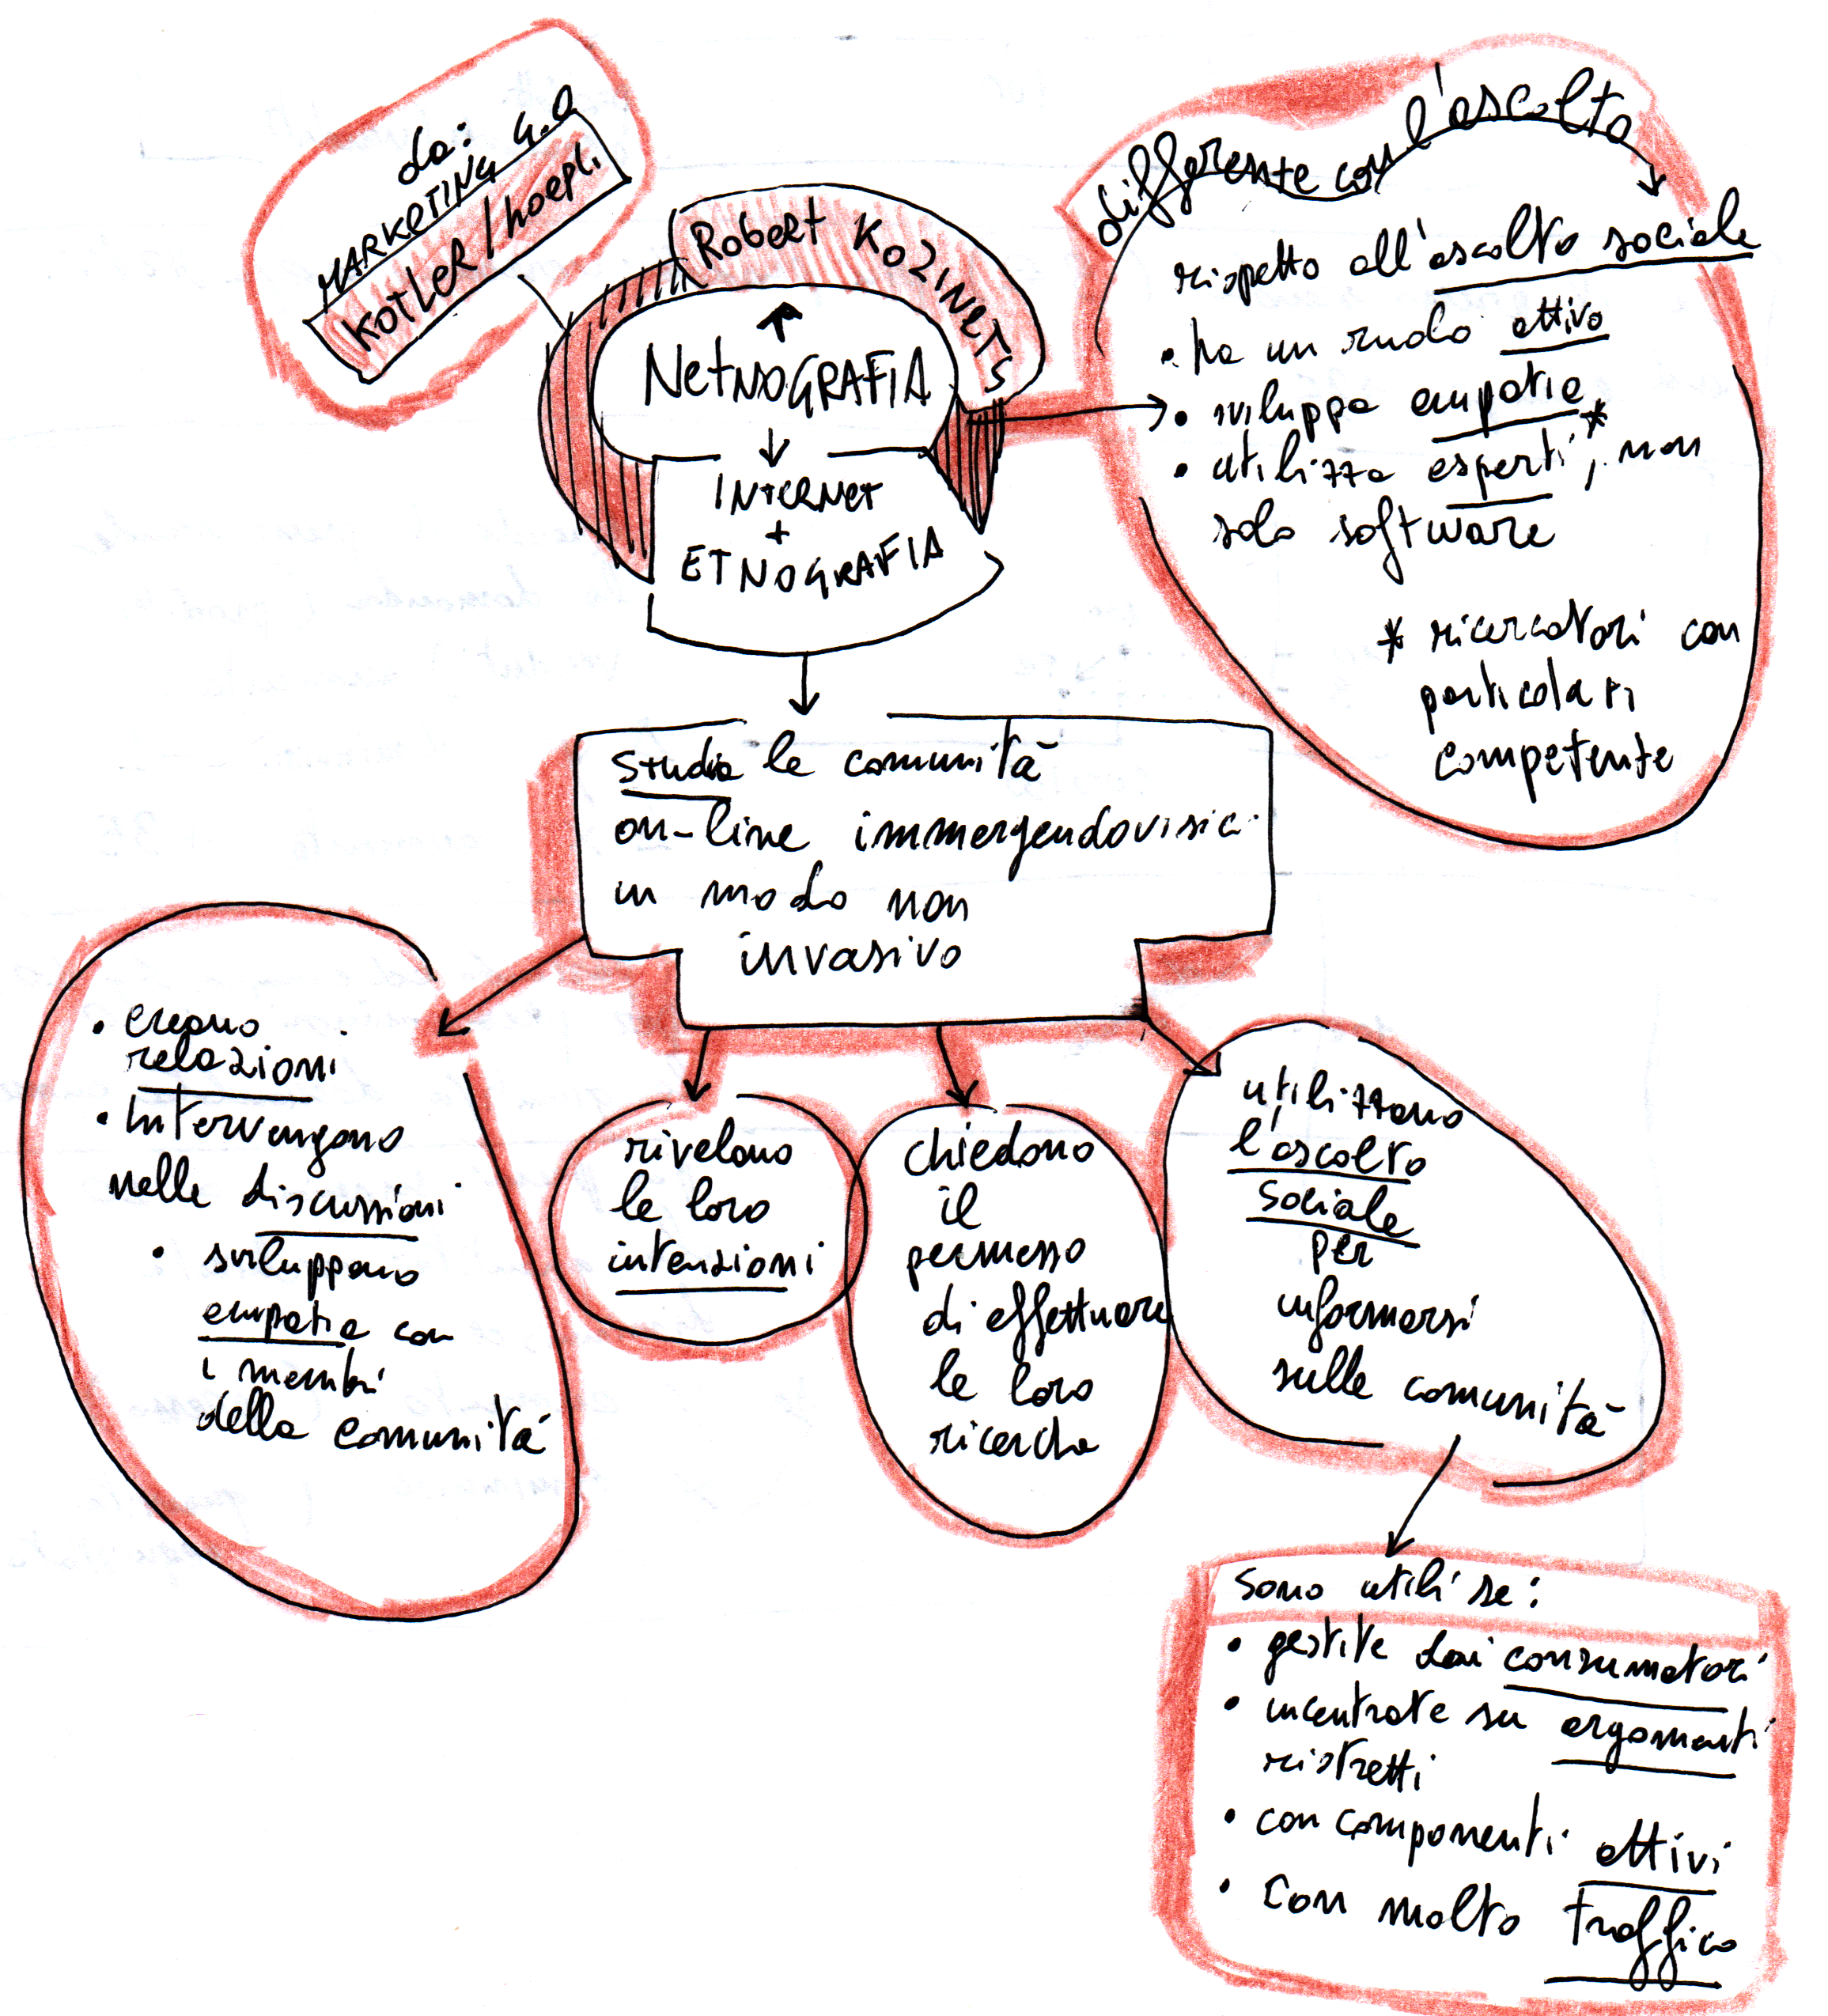 da:
MARKETING 4.0
KOTLER / hoepli
Robert KOZINETS
NETNOGRAFIA
INTERNET
+
ETNOGRAFIA
differenze con l'ascolto
rispetto all'ascolto sociale
• ha un ruolo attivo
• sviluppa empatia
• utilizza esperti*, non
solo software
* ricercatori con
particolari
competenze
Studia le comunità
on-line immergendovisici
in modo non
invasivo
• creano
relazioni
• Intervengono
nelle discussioni
• sviluppano
empatia con
i membri
della comunità
rivelano
le loro
intenzioni
chiedono
il
permesso
di effettuare
le loro
ricerche
utilizzano
l'ascolto
sociale
per
informarsi
sulle comunità
Sono utili se:
• gestite dai consumatori
• incentrate su argomenti
ristretti
• con componenti attivi
• Con molto traffico